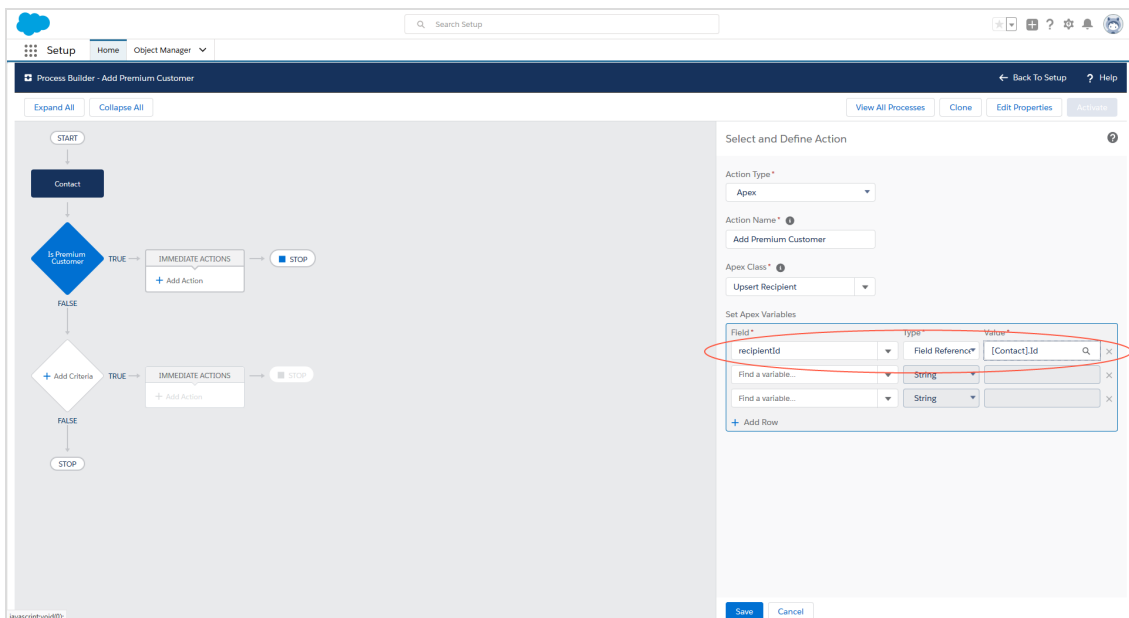 Search Setup
Setup Home Object Manager
Process Builder - Add Premium Customer Back To Setup ? Help
Expand All Collapse All View All Processes Clone Edit Properties Activate
START
Contact
Is Premium
Customer
TRUE
IMMEDIATE ACTIONS
STOP
+ Add Action
FALSE
+ Add Criteria
TRUE
IMMEDIATE ACTIONS
STOP
+ Add Action
FALSE
STOP
Select and Define Action
Action Type*
Apex
Action Name*
Add Premium Customer
Apex Class*
Upsert Recipient
Set Apex Variables
Field* Type* Value*
recipientId Field Reference [Contact].Id
Find a variable... String
Find a variable... String
+ Add Row
Save Cancel
javascript:void(0);